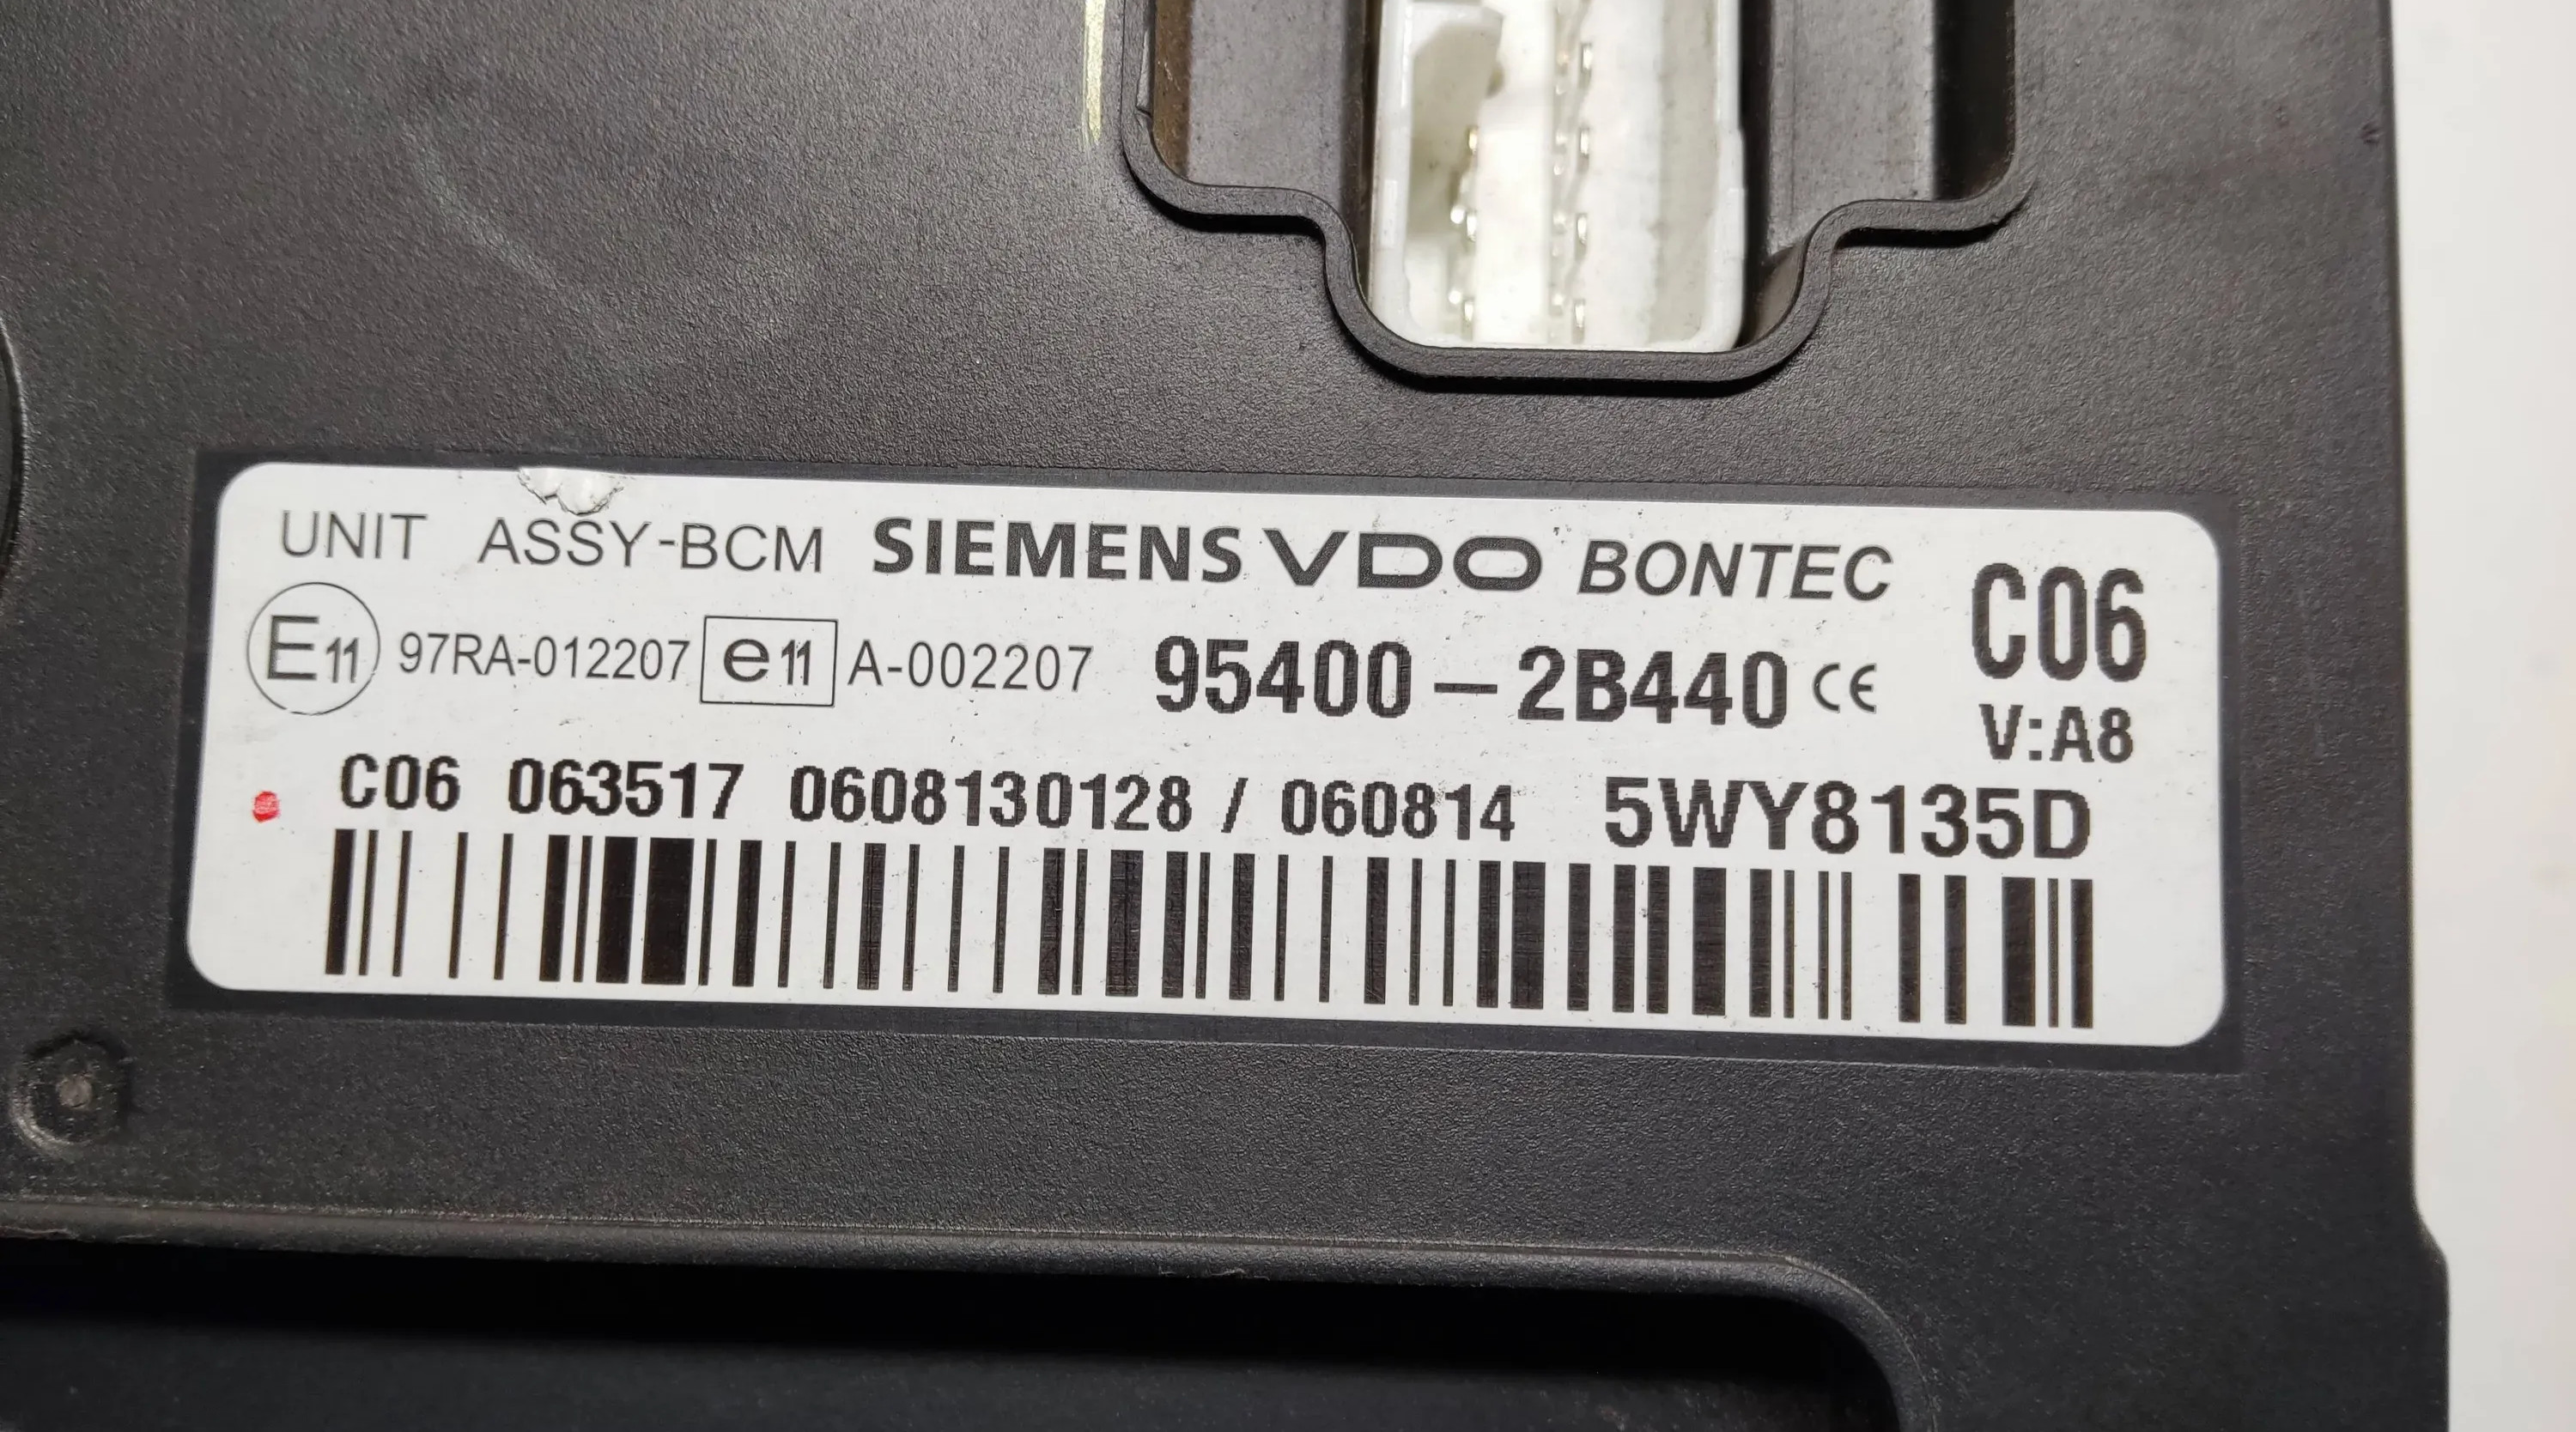 UNIT ASSY-BCM SIEMENS VDO BONTEC
E11 97RA-012207 e11 A-002207 95400-2B440 CE C06
V:A8
C06 063517 0608130128 / 060814 5WY8135D